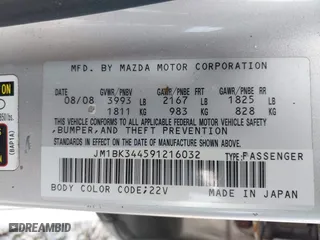 MFD. BY MAZDA MOTOR CORPORATION
GVWR/PNBV GAWR/PNBE FRT GAWR/PNBE RR
08/08 3993 LB 2167 LB 1825 LB
1811 KG 983 KG 828 KG
THIS VEHICLE CONFORMS TO ALL APPLICABLE FEDERAL MOTOR VEHICLE SAFETY
,BUMPER,AND THEFT PREVENTION
STANDARDS IN EFFECT ON THE DATE OF MANUFACTURE SHOWN ABOVE.
JM1BK344591216032 TYPE:PASSENGER
BODY COLOR CODE;22V MADE IN JAPAN
850lbs.
(BAP1A)
© DREAMBID